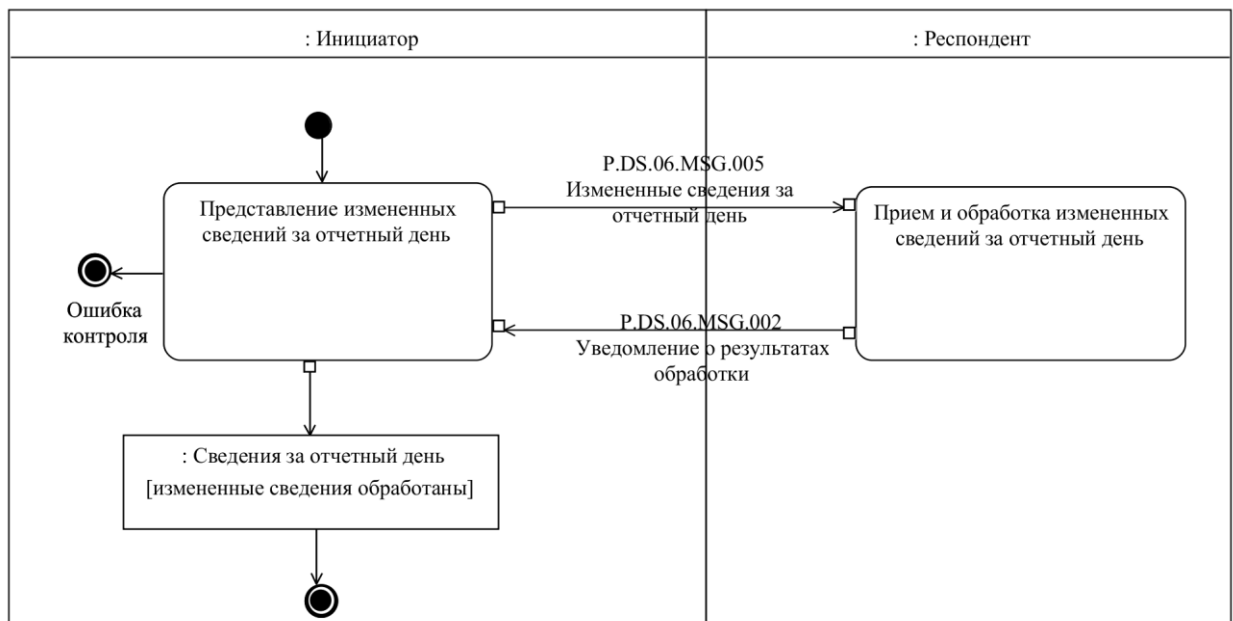 : Инициатор
: Респондент
P.DS.06.MSG.005
Измененные сведения за
отчетный день
Представление измененных
сведений за отчетный день
Прием и обработка измененных
сведений за отчетный день
Ошибка
контроля
P.DS.06.MSG.002
Уведомление о результатах
обработки
: Сведения за отчетный день
[измененные сведения обработаны]